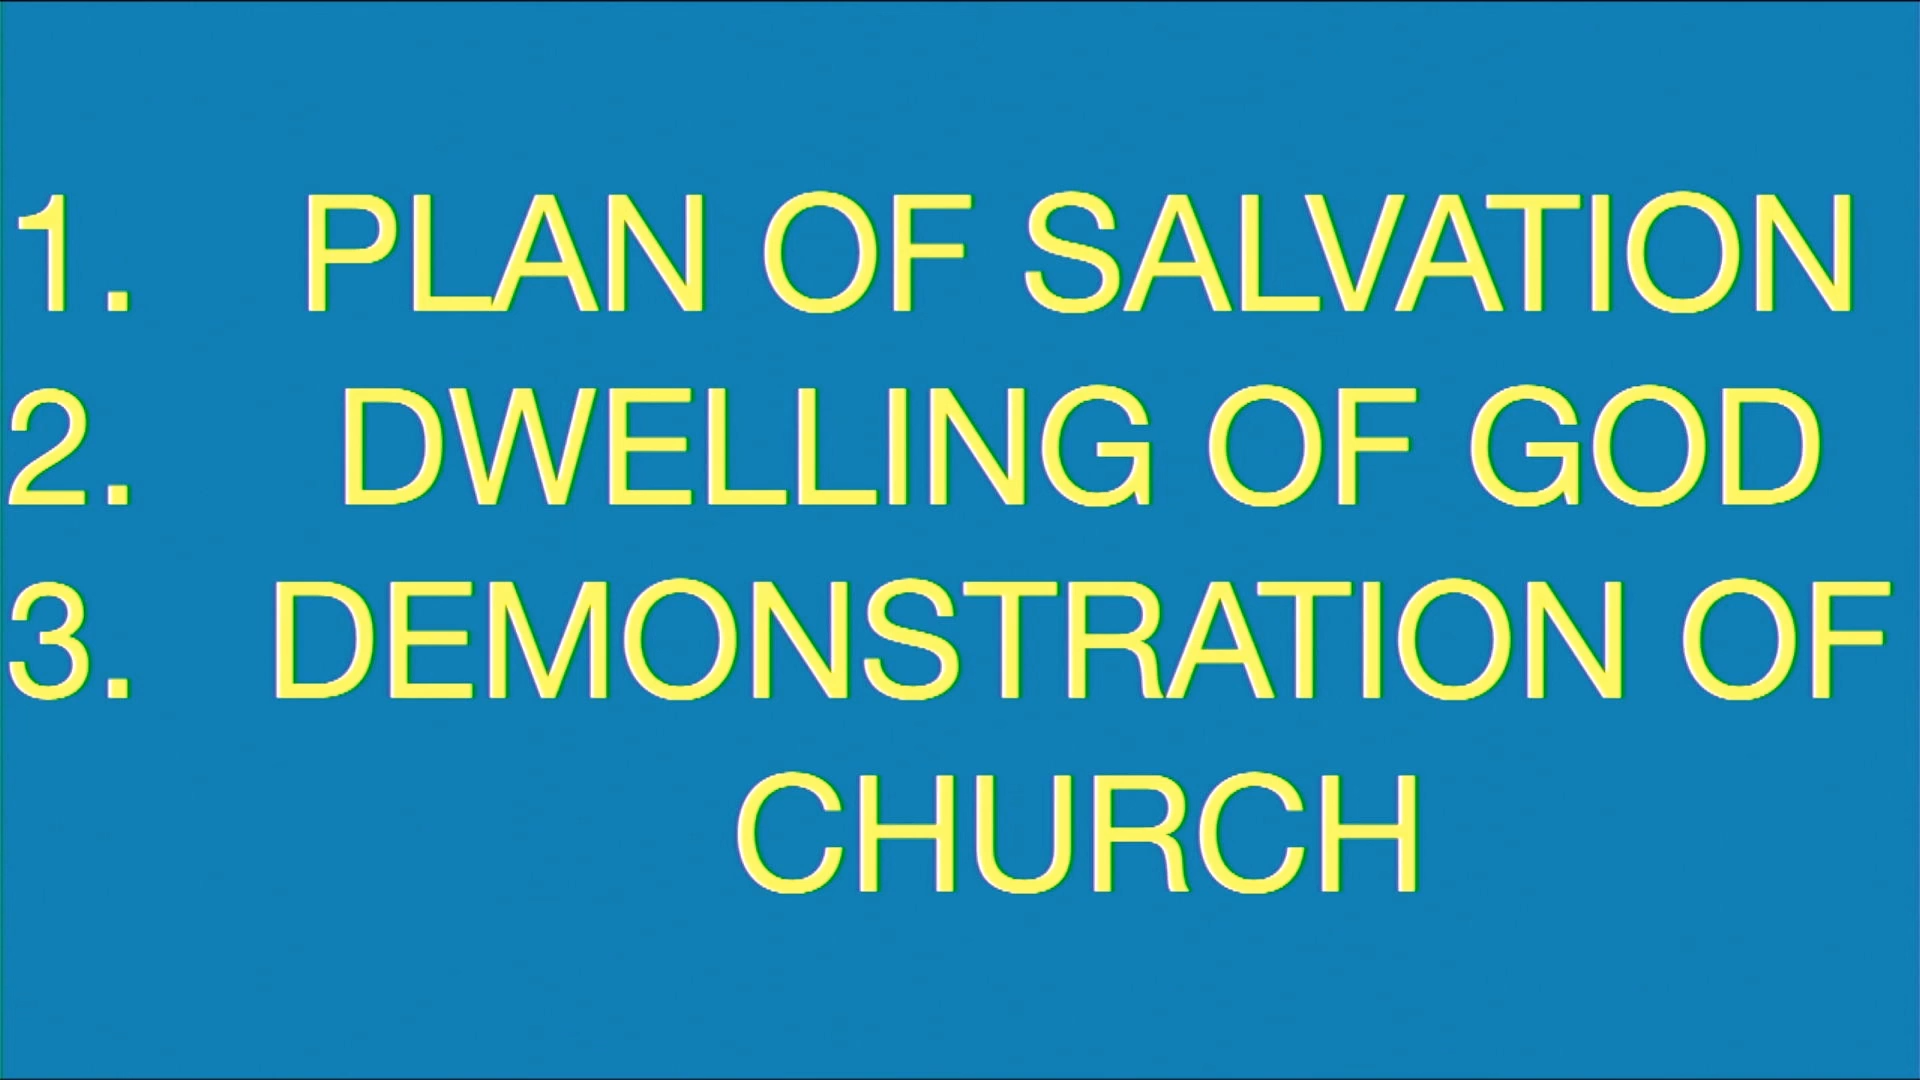 1. PLAN OF SALVATION
2. DWELLING OF GOD
3. DEMONSTRATION OF
CHURCH